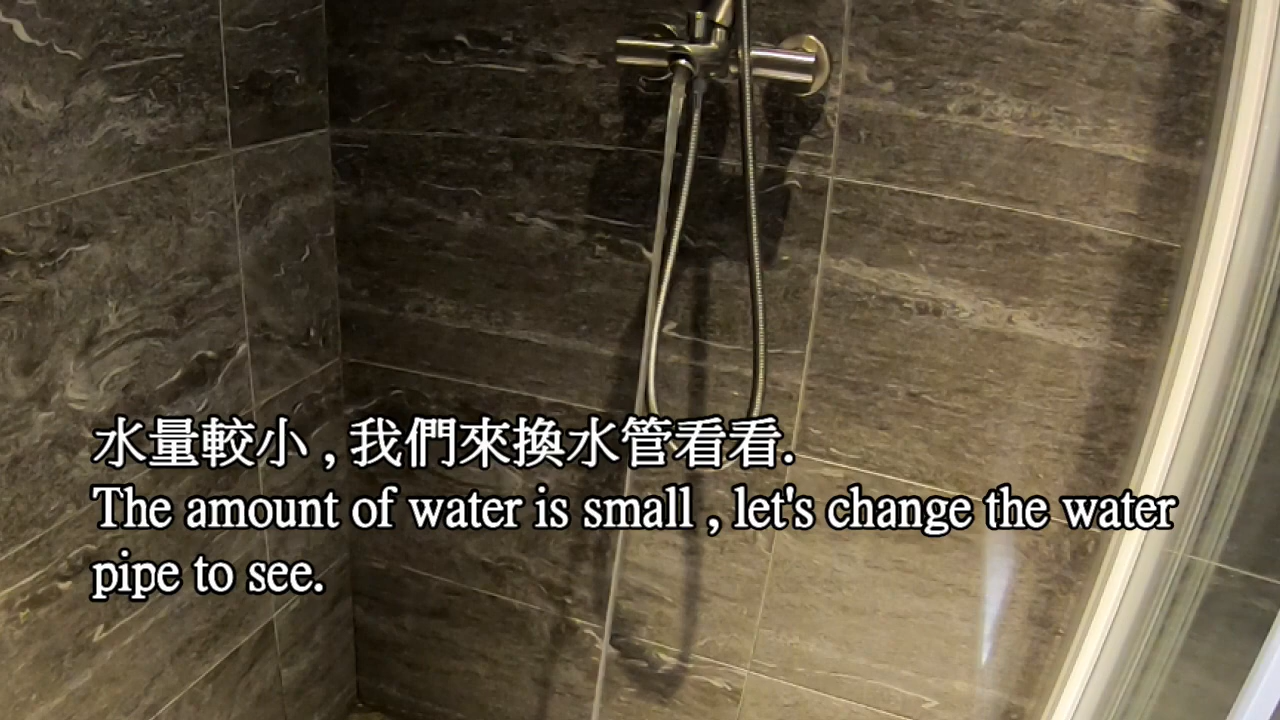 水量較小 , 我們來換水管看看.
The amount of water is small , let's change the water
pipe to see.